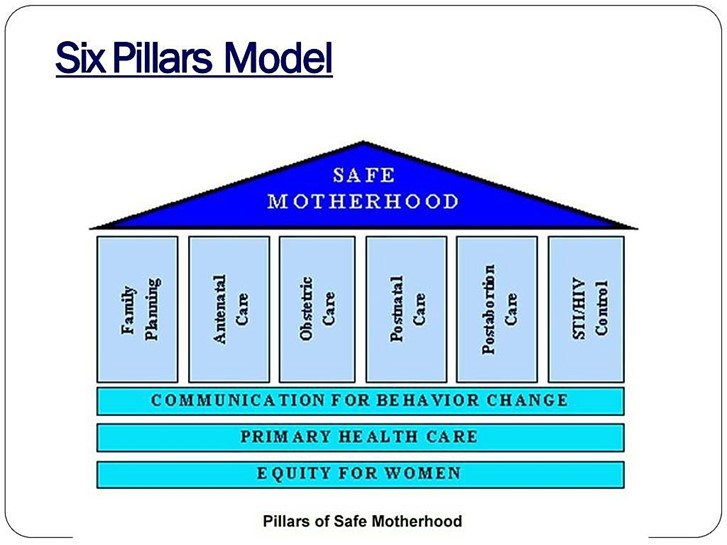 Six Pillars Model
SAFE
MOTHERHOOD
Family
Planning
Antenatal
Care
Obstetric
Care
Postnatal
Care
Postabortion
Care
STI/HIV
Control
COMMUNICATION FOR BEHAVIOR CHANGE
PRIMARY HEALTH CARE
EQUITY FOR WOMEN
Pillars of Safe Motherhood